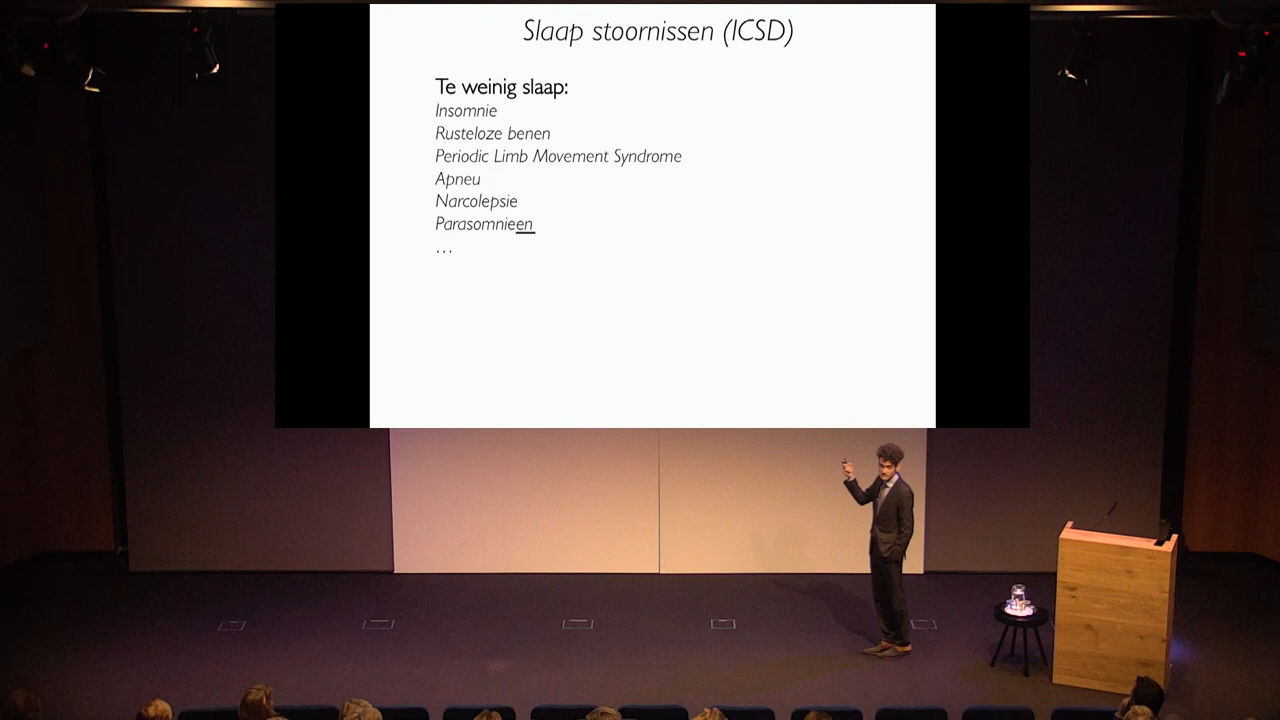 Slaap stoornissen (ICSD)
Te weinig slaap:
Insomnie
Rusteloze benen
Periodic Limb Movement Syndrome
Apneu
Narcolepsie
Parasomnieen
...